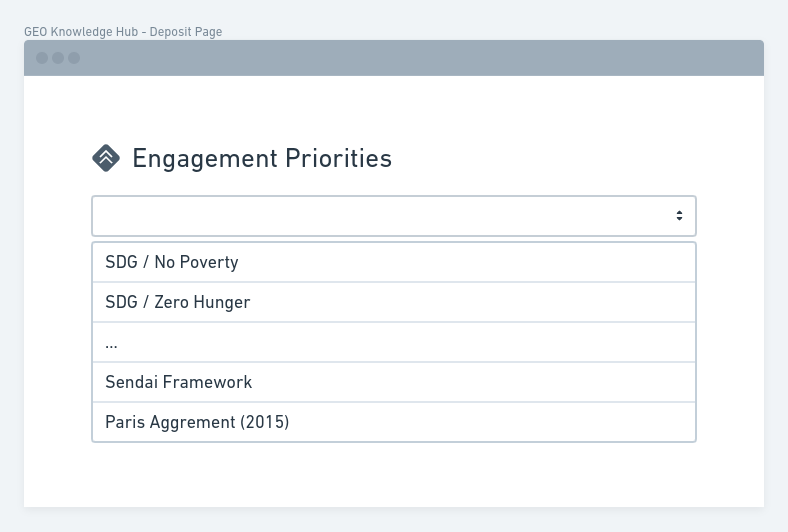 GEO Knowledge Hub - Deposit Page
Engagement Priorities
SDG / No Poverty
SDG / Zero Hunger
...
Sendai Framework
Paris Aggrement (2015)